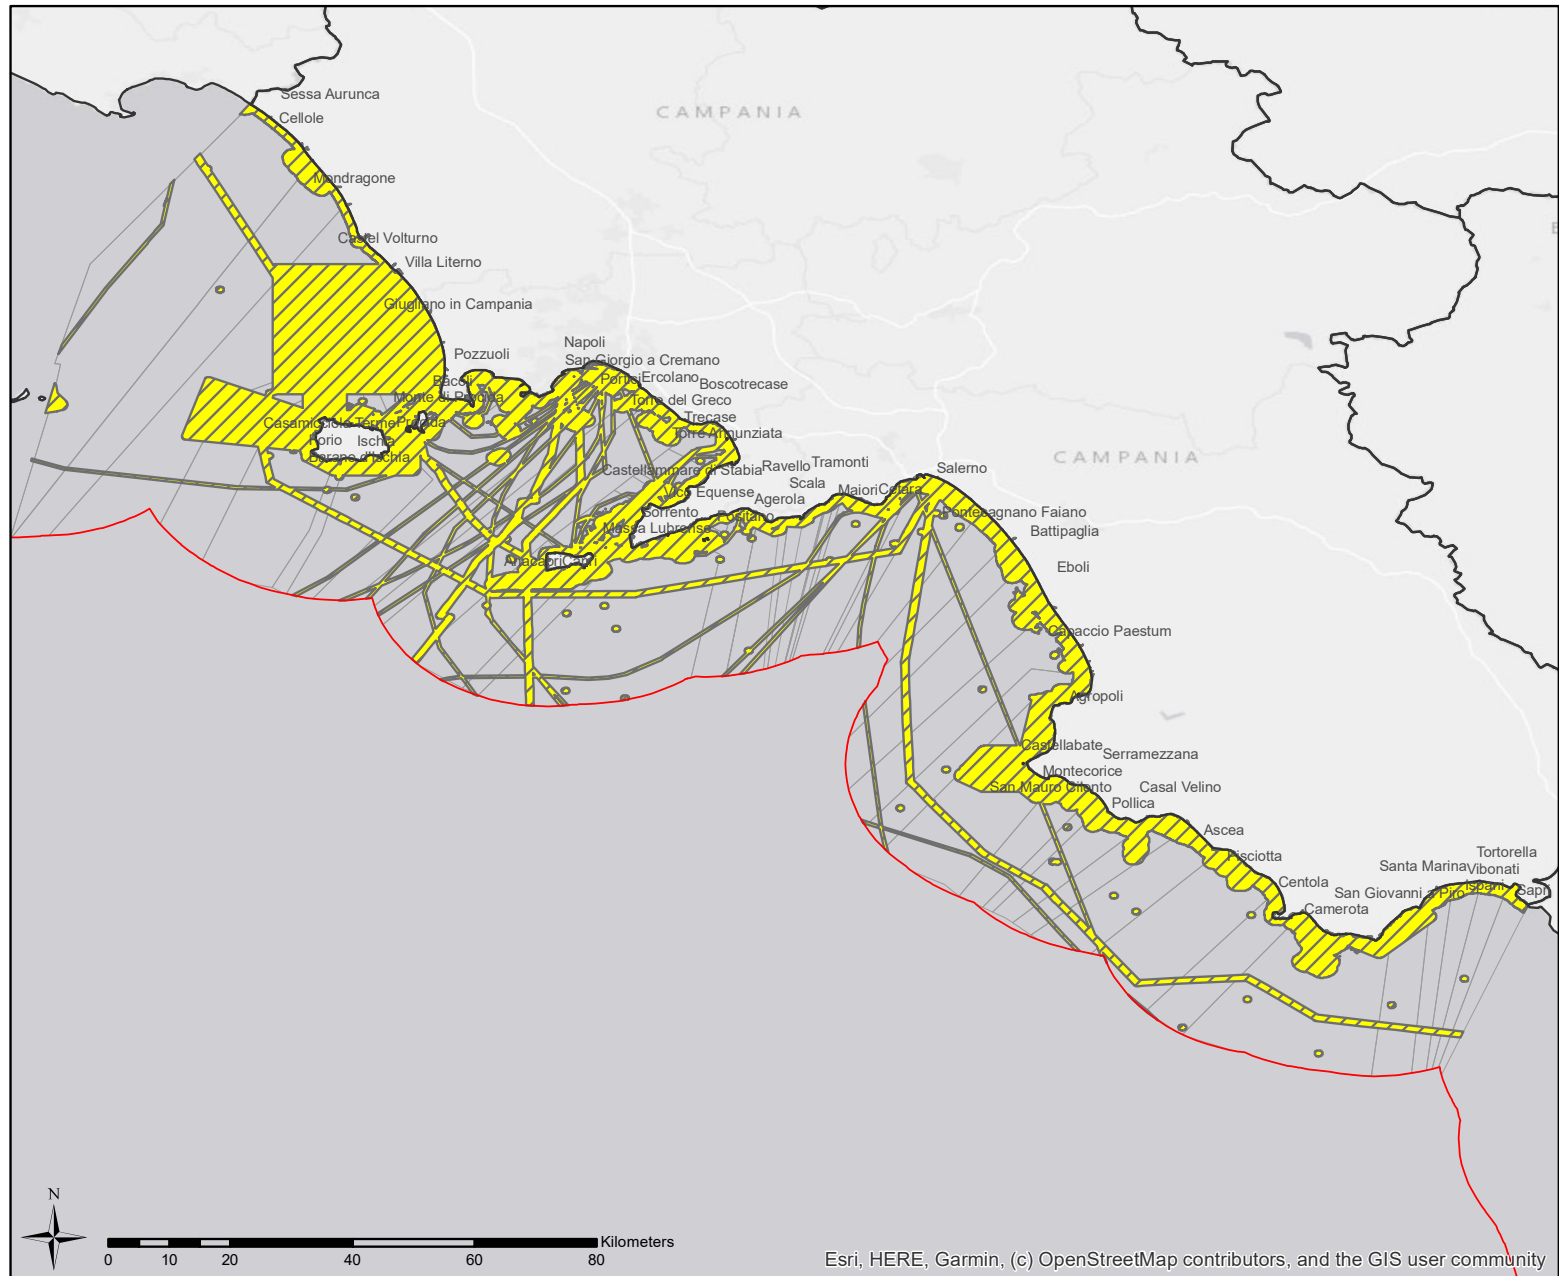 Sessa Aurunca
CAMPANIA
Cellole
Mondragone
Castel Volturno
Villa Literno
Giugliano in Campania
Napoli
Pozzuoli
San Giorgio a Cremano
Bacoli
Portici
Ercolano
Boscotrecase
Monte di Procida
Torre del Greco
Casamicciola Terme
Procida
Trecase
Forio
Ischia
Torre Annunziata
Barano d'Ischia
CAMPANIA
Castellammare di Stabia
Ravello
Tramonti
Salerno
Scala
Vico Equense
Agerola
Maiori
Cetara
Sorrento
Positano
Pontecagnano Faiano
Massa Lubrense
Battipaglia
Anacapri
Capri
Eboli
Capaccio Paestum
Agropoli
Castellabate
Serramezzana
Montecorice
San Mauro Cilento
Casal Velino
Pollica
Ascea
Pisciotta
Tortorella
Santa Marina
Vibonati
Centola
San Giovanni a Piro
Ispani
Sapri
Camerota
N
Kilometers
0 10 20 40 60 80
Esri, HERE, Garmin, (c) OpenStreetMap contributors, and the GIS user community